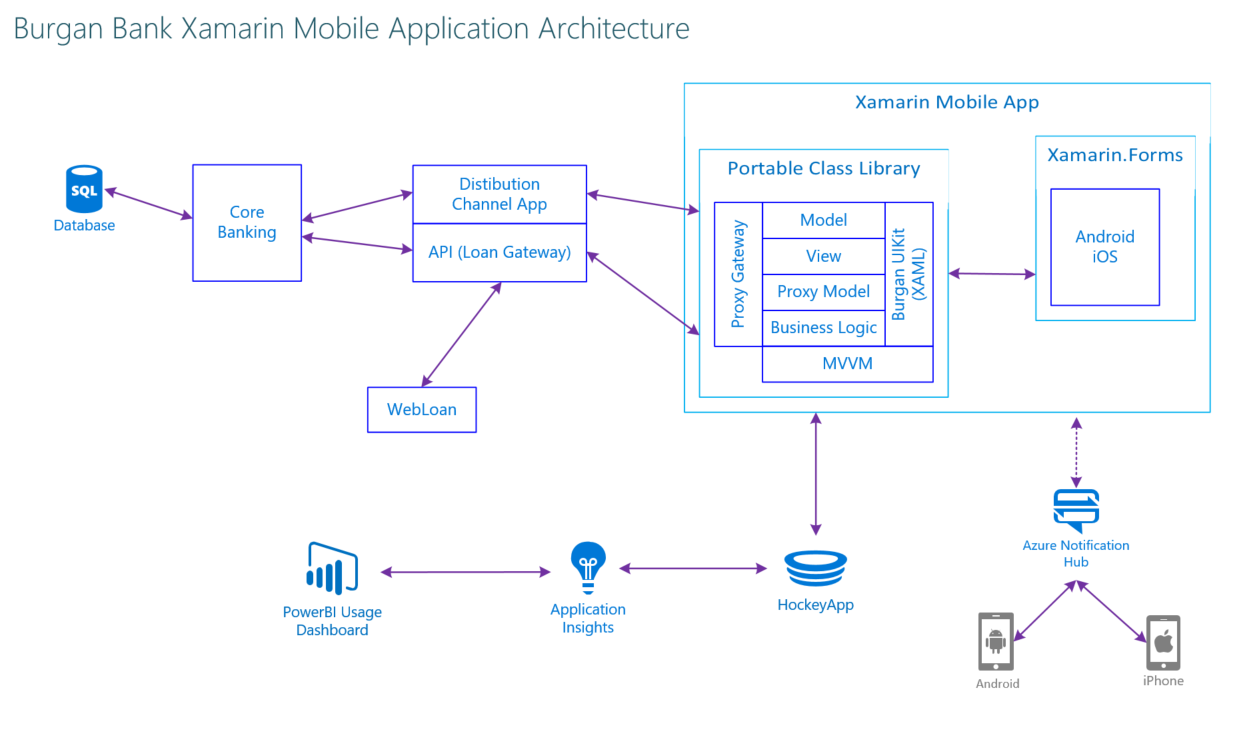 Burgan Bank Xamarin Mobile Application Architecture
Xamarin Mobile App
Portable Class Library
Xamarin.Forms
SQL
Database
Core
Banking
Distibution
Channel App
API (Loan Gateway)
WebLoan
Proxy Gateway
Model
View
Proxy Model
Business Logic
MVVM
Burgan UIKit
(XAML)
Android
iOS
PowerBI Usage
Dashboard
Application
Insights
HockeyApp
Azure Notification
Hub
Android
iPhone